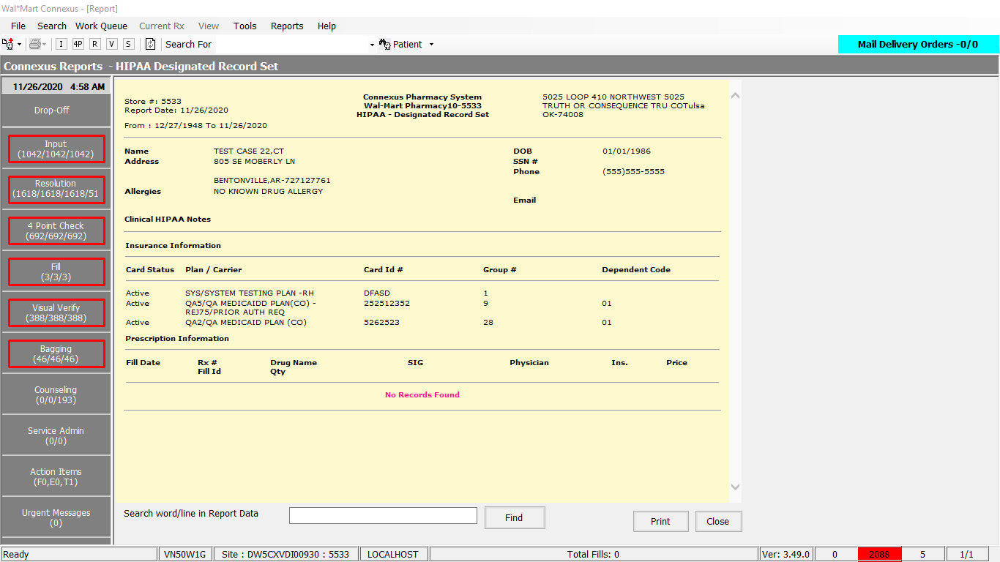 Wal*Mart Connexus - [Report]
File Search Work Queue Current Rx View Tools Reports Help
I 4P R V S Search For Patient Mail Delivery Orders -0/0
Connexus Reports - HIPAA Designated Record Set
11/26/2020 4:58 AM
Drop-Off
Input
(1042/1042/1042)
Resolution
(1618/1618/1618/51
4 Point Check
(692/692/692)
Fill
(3/3/3)
Visual Verify
(388/388/388)
Bagging
(46/46/46)
Counseling
(0/0/193)
Service Admin
(0/0)
Action Items
(F0,E0,T1)
Urgent Messages
(0)
Store #: 5533
Report Date: 11/26/2020
From : 12/27/1948 To 11/26/2020
Connexus Pharmacy System
Wal-Mart Pharmacy10-5533
HIPAA - Designated Record Set
5025 LOOP 410 NORTHWEST 5025
TRUTH OR CONSEQUENCE TRU COTulsa
OK-74008
Name TEST CASE 22,CT DOB 01/01/1986
Address 805 SE MOBERLY LN SSN #
Phone (555)555-5555
BENTONVILLE,AR-727127761
Allergies NO KNOWN DRUG ALLERGY
Email
Clinical HIPAA Notes
Insurance Information
Card Status Plan / Carrier Card Id # Group # Dependent Code
Active SYS/SYSTEM TESTING PLAN -RH DFASD 1
Active QA5/QA MEDICAIDD PLAN(CO) - 252512352 9 01
REJ75/PRIOR AUTH REQ
Active QA2/QA MEDICAID PLAN (CO) 5262523 28 01
Prescription Information
Fill Date Rx # Drug Name SIG Physician Ins. Price
Fill Id Qty
No Records Found
Search word/line in Report Data Find Print Close
Ready VN50W1G Site : DW5CXVDI00930 : 5533 LOCALHOST Total Fills: 0 Ver: 3.49.0 0 2088 5 1/1